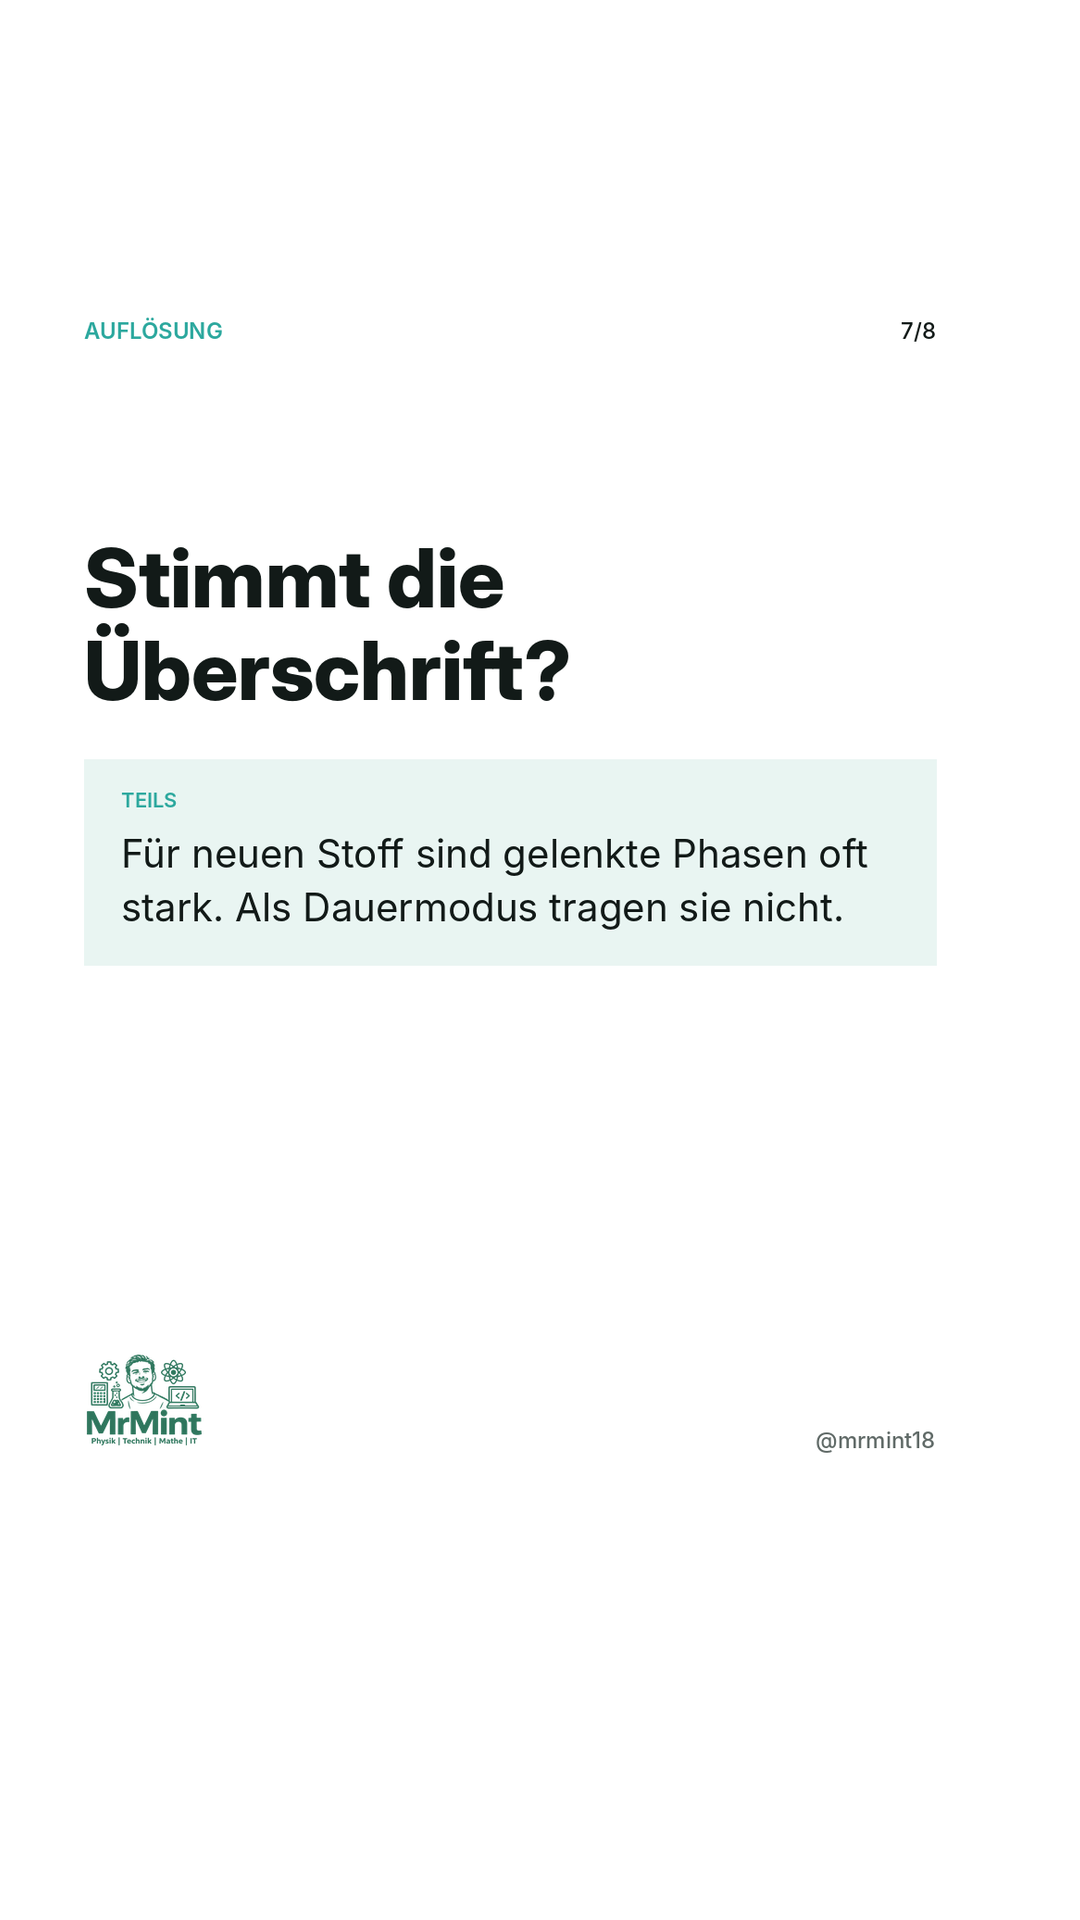 AUFLÖSUNG
7/8
Stimmt die
Überschrift?
TEILS
Für neuen Stoff sind gelenkte Phasen oft
stark. Als Dauermodus tragen sie nicht.
</>
MrMint
Physik | Technik | Mathe | IT
@mrmint18